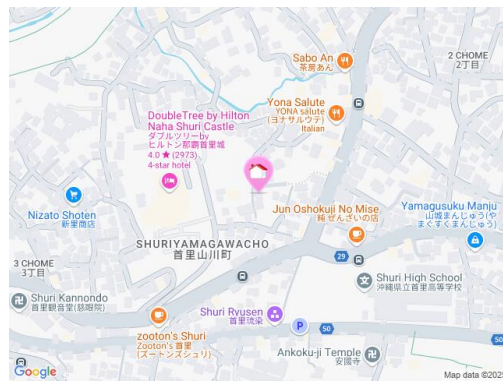 Sabo An
茶房あん
2 CHOME
2丁目
Yona Salute
YONA salute
(ヨナサルウテ)
Italian
DoubleTree by Hilton
Naha Shuri Castle
ダブルツリーby
ヒルトン那覇首里城
4.0 ★ (2973)
4-star hotel
Nizato Shoten
新里商店
Jun Oshokuji No Mise
純 ぜんざいの店
Yamagusuku Manju
山城まんじゅう(や
まぐすくまんじゅう)
SHURIYAMAGAWACHO
首里山川町
29
3 CHOME
3丁目
Shuri High School
沖縄県立首里高等学校
Shuri Kannondo
首里観音堂(慈眼院)
Shuri Ryusen
首里琉染
P
50
50
zooton's Shuri
Zooton's 首里
(ズートンズシュリ)
Ankoku-ji Temple
安國寺
Google
Map data ©2025